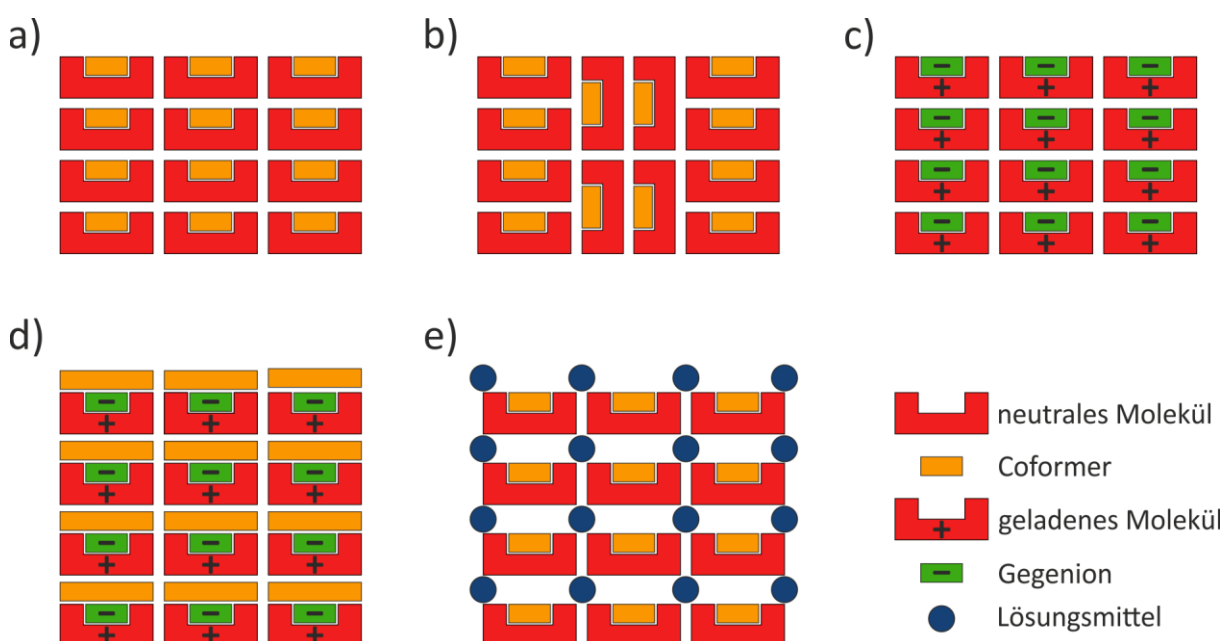 a)
b)
c)
d)
e)
neutrales Molekül
Coformer
geladenes Molekül
Gegenion
Lösungsmittel